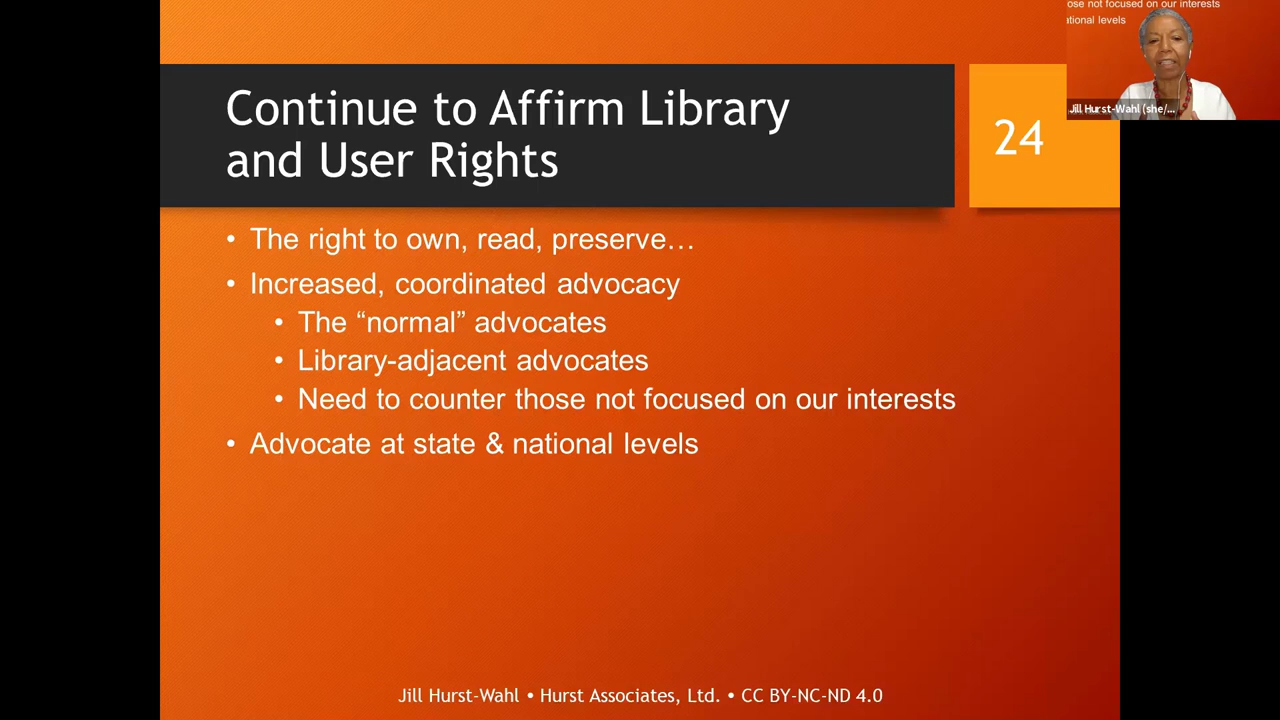 Continue to Affirm Library
and User Rights
24
• The right to own, read, preserve…
• Increased, coordinated advocacy
• The “normal” advocates
• Library-adjacent advocates
• Need to counter those not focused on our interests
• Advocate at state & national levels
Jill Hurst-Wahl • Hurst Associates, Ltd. • CC BY-NC-ND 4.0
ose not focused on our interests
ational levels
Jill Hurst-Wahl (she/...